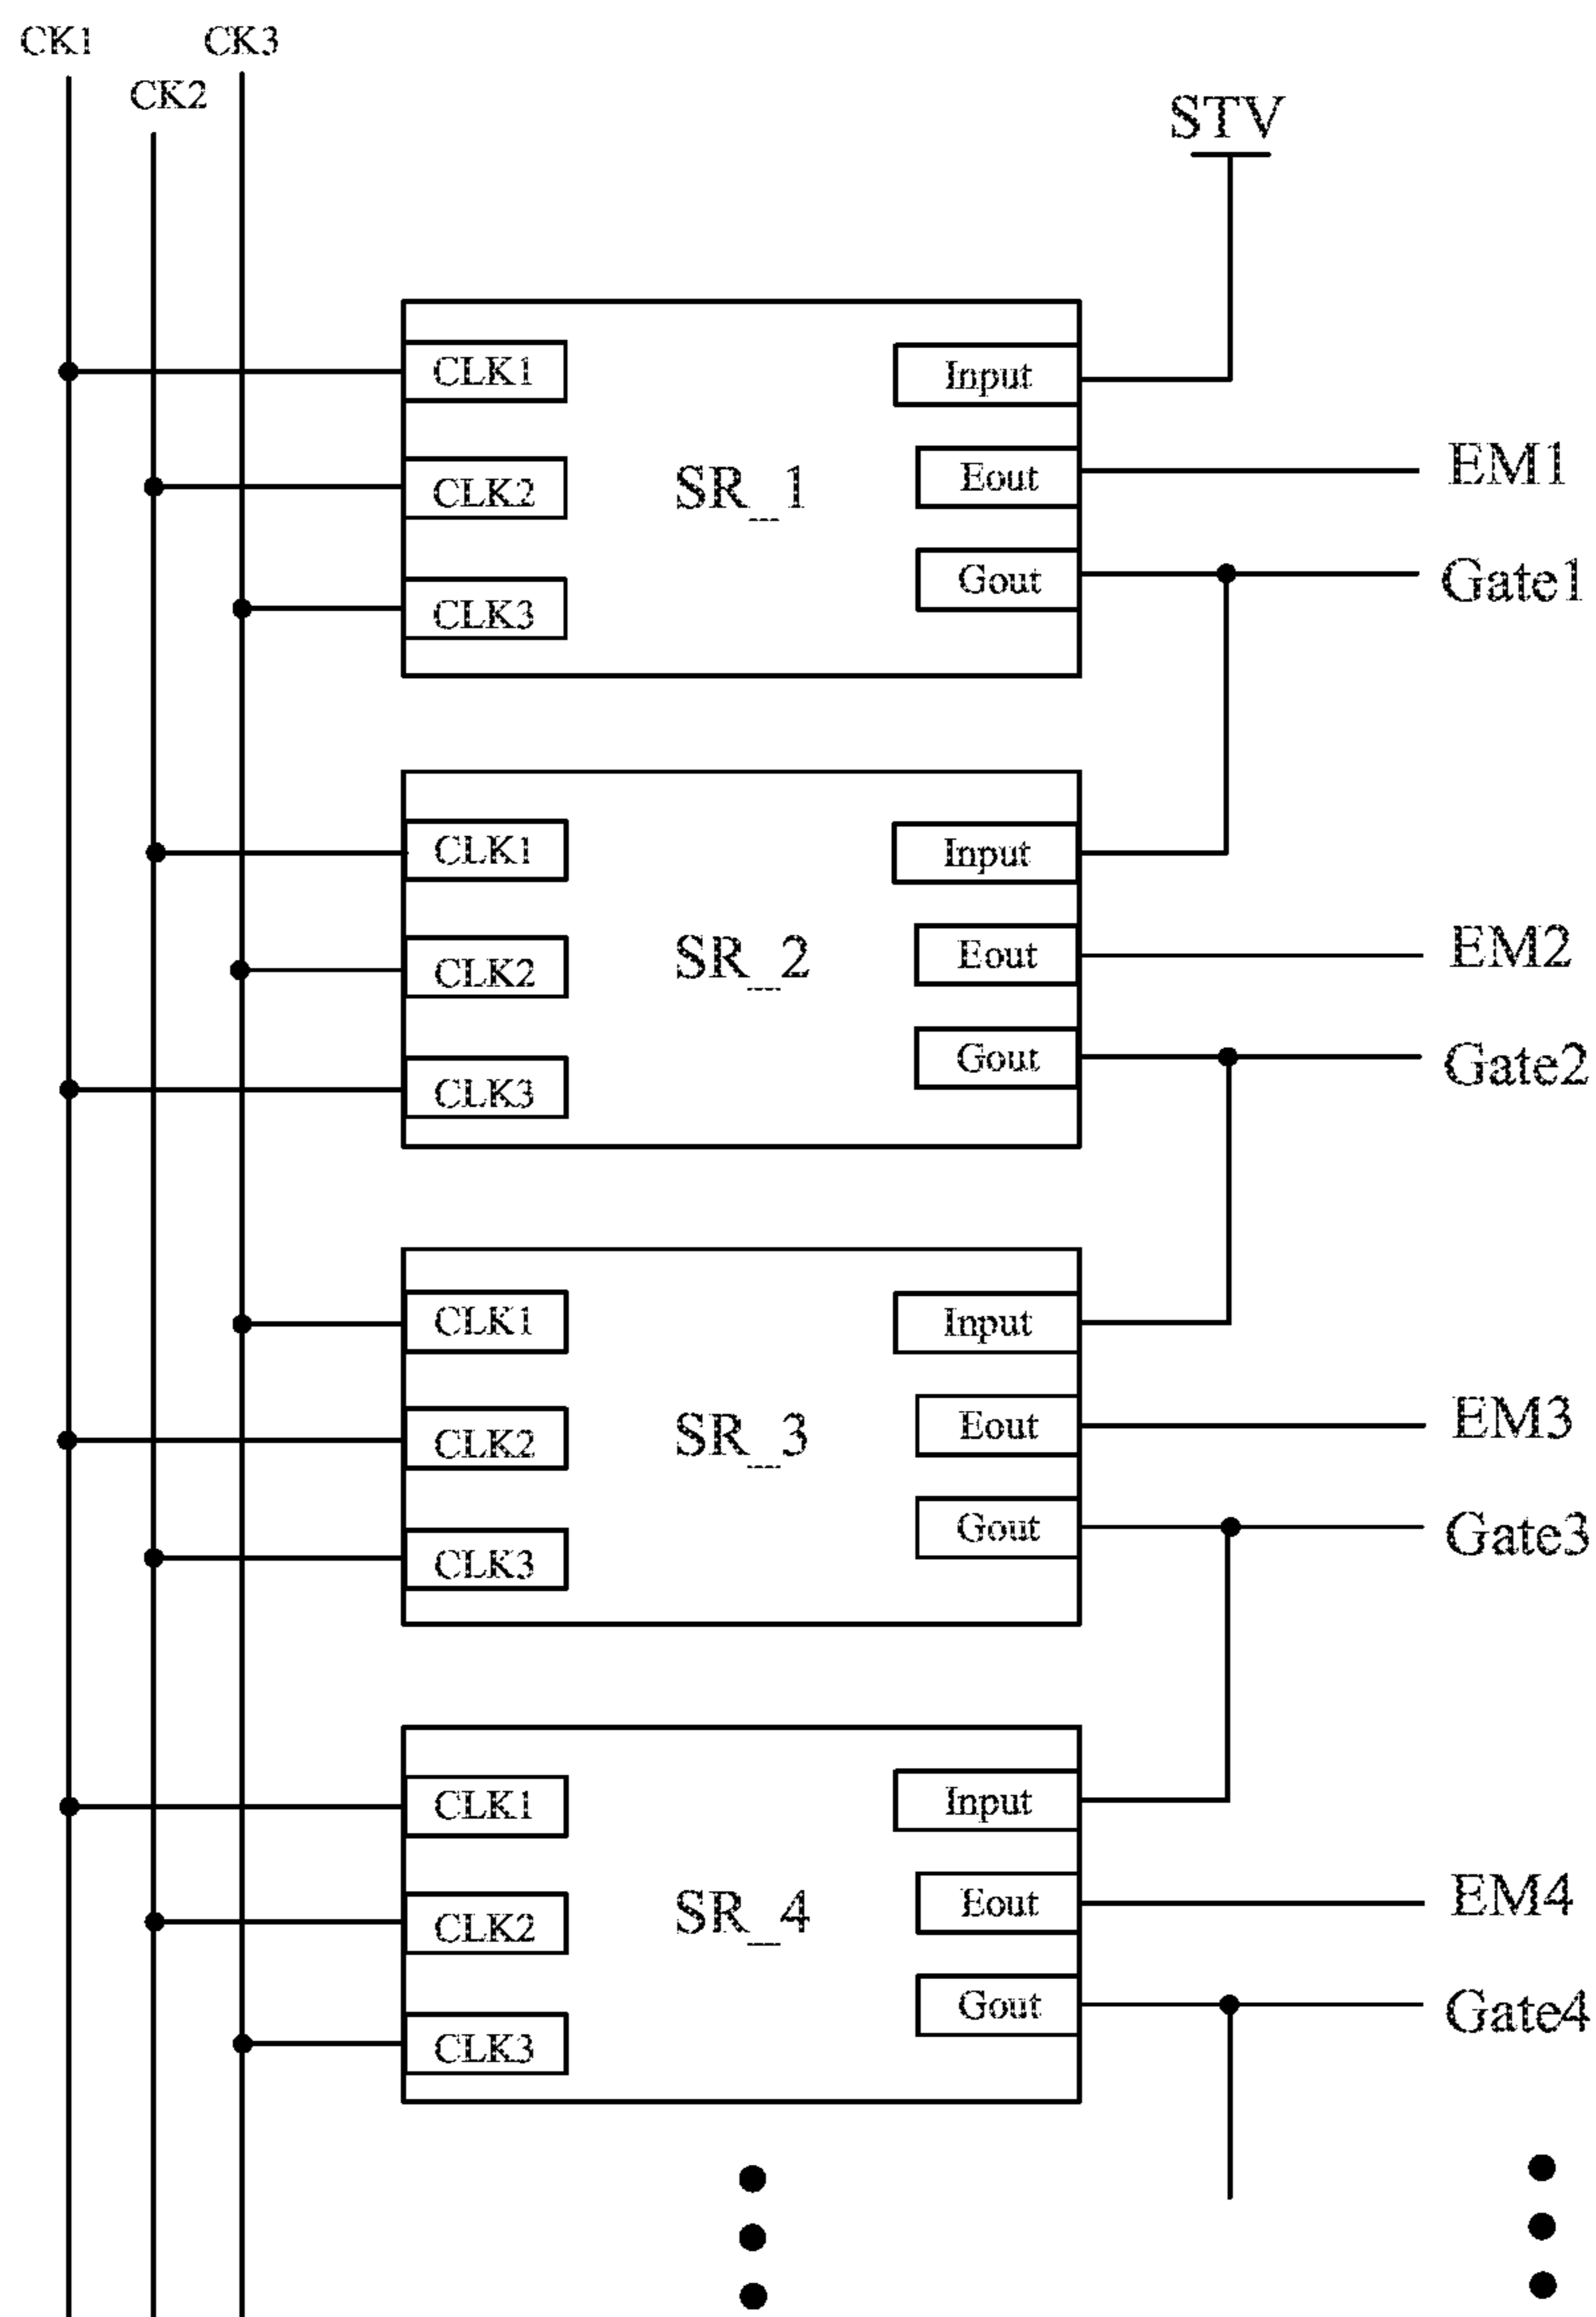 CK1
CK3
CK2
STV
CLK1
Input
CLK2
SR_1
Eout
EM1
CLK3
Gout
Gate1
CLK1
Input
CLK2
SR_2
Eout
EM2
CLK3
Gout
Gate2
CLK1
Input
CLK2
SR_3
Eout
EM3
CLK3
Gout
Gate3
CLK1
Input
CLK2
SR_4
Eout
EM4
CLK3
Gout
Gate4